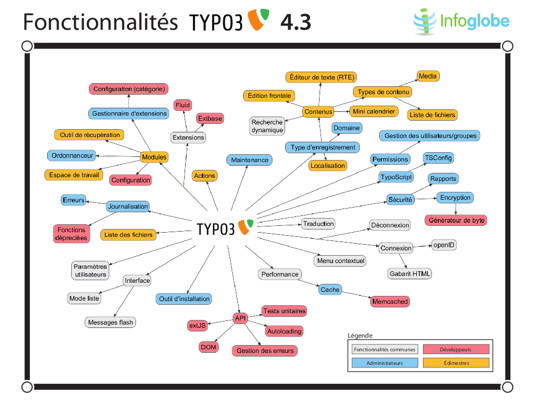 Fonctionnalités TYPO3 4.3
Infoglobe
Configuration (catégorie)
Gestionnaire d'extensions
Fluid
Extbase
Extensions
Outil de récupération
Ordonnanceur
Modules
Espace de travail
Configuration
Actions
Erreurs
Journalisation
Fonctions
dépreciées
Liste des fichiers
Éditeur de texte (RTE)
Media
Édition frontale
Types de contenu
Contenus
Mini calendrier
Liste de fichiers
Recherche
dynamique
Domaine
Type d'enregistrement
Localisation
Maintenance
Gestion des utilisateurs/groupes
Permissions
TSConfig
TypoScript
Rapports
Sécurité
Encryption
Générateur de byte
TYPO3
Traduction
Déconnexion
Connexion
openID
Gabarit HTML
Menu contextuel
Paramètres
utilisateurs
Interface
Mode liste
Messages flash
Outil d'installation
Performance
Cache
Memcached
API
Tests unitaires
extJS
Autoloading
DOM
Gestion des erreurs
Légende
Fonctionnalités communes
Développeurs
Administrateurs
Édimestres